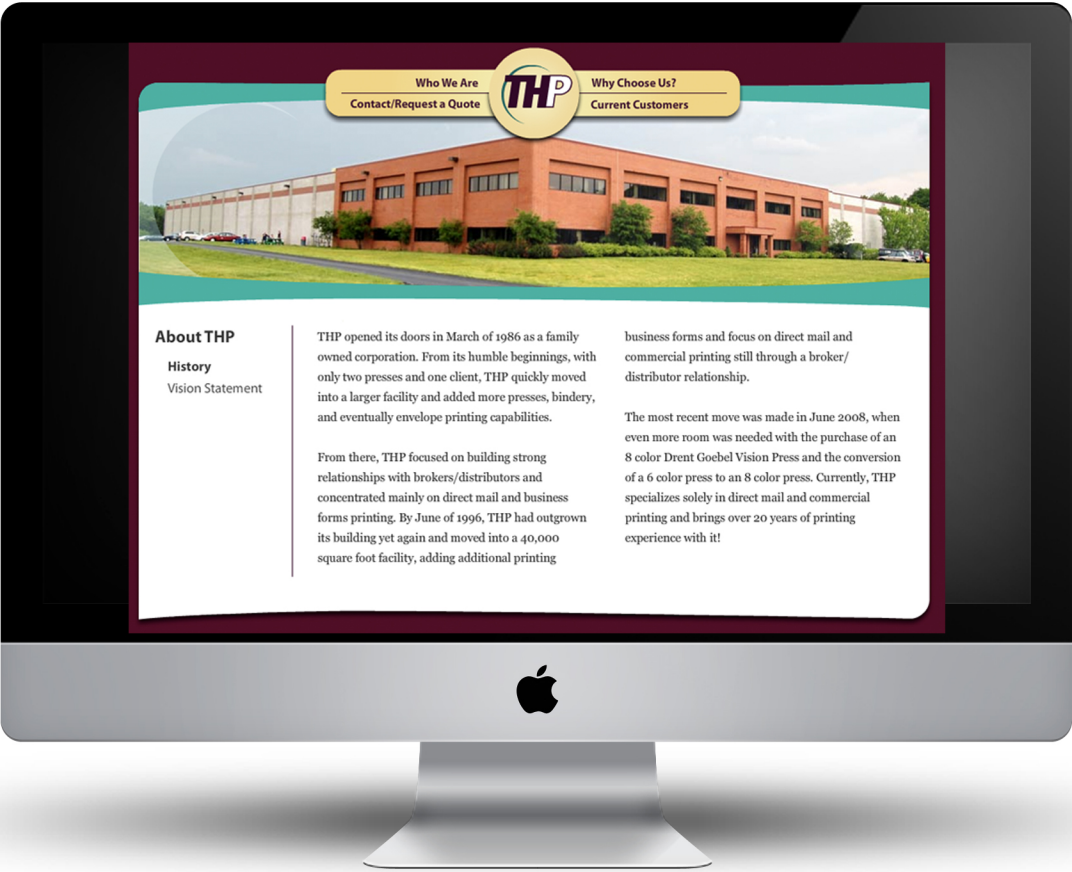 Who We Are
Contact/Request a Quote
THP
Why Choose Us?
Current Customers
About THP
History
Vision Statement
THP opened its doors in March of 1986 as a family
owned corporation. From its humble beginnings, with
only two presses and one client, THP quickly moved
into a larger facility and added more presses, bindery,
and eventually envelope printing capabilities.
From there, THP focused on building strong
relationships with brokers/distributors and
concentrated mainly on direct mail and business
forms printing. By June of 1996, THP had outgrown
its building yet again and moved into a 40,000
square foot facility, adding additional printing
business forms and focus on direct mail and
commercial printing still through a broker/
distributor relationship.
The most recent move was made in June 2008, when
even more room was needed with the purchase of an
8 color Drent Goebel Vision Press and the conversion
of a 6 color press to an 8 color press. Currently, THP
specializes solely in direct mail and commercial
printing and brings over 20 years of printing
experience with it!